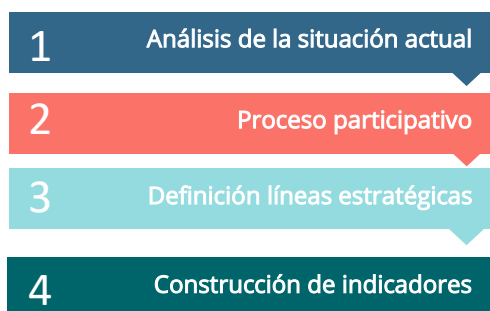 1 Análisis de la situación actual
2 Proceso participativo
3 Definición líneas estratégicas
4 Construcción de indicadores